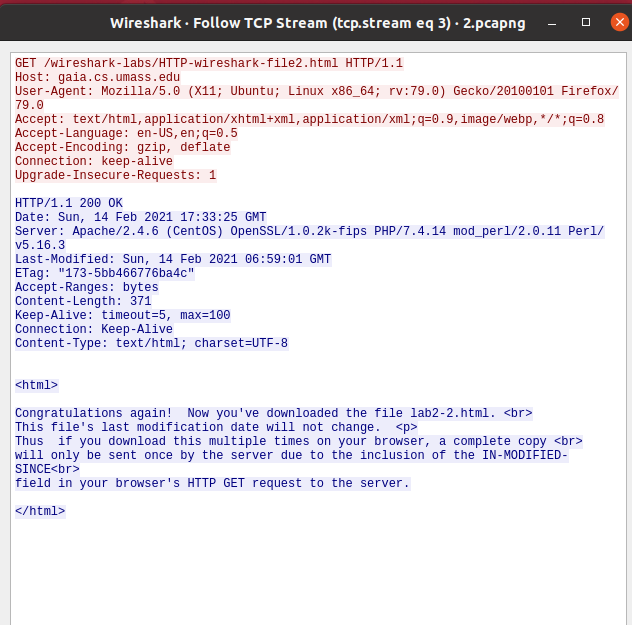 Wireshark · Follow TCP Stream (tcp.stream eq 3) · 2.pcapng
GET /wireshark-labs/HTTP-wireshark-file2.html HTTP/1.1
Host: gaia.cs.umass.edu
User-Agent: Mozilla/5.0 (X11; Ubuntu; Linux x86_64; rv:79.0) Gecko/20100101 Firefox/
79.0
Accept: text/html,application/xhtml+xml,application/xml;q=0.9,image/webp,*/*;q=0.8
Accept-Language: en-US,en;q=0.5
Accept-Encoding: gzip, deflate
Connection: keep-alive
Upgrade-Insecure-Requests: 1
HTTP/1.1 200 OK
Date: Sun, 14 Feb 2021 17:33:25 GMT
Server: Apache/2.4.6 (CentOS) OpenSSL/1.0.2k-fips PHP/7.4.14 mod_perl/2.0.11 Perl/
v5.16.3
Last-Modified: Sun, 14 Feb 2021 06:59:01 GMT
ETag: "173-5bb466776ba4c"
Accept-Ranges: bytes
Content-Length: 371
Keep-Alive: timeout=5, max=100
Connection: Keep-Alive
Content-Type: text/html; charset=UTF-8
<html>
Congratulations again!  Now you've downloaded the file lab2-2.html. <br>
This file's last modification date will not change.  <p>
Thus  if you download this multiple times on your browser, a complete copy <br>
will only be sent once by the server due to the inclusion of the IN-MODIFIED-
SINCE<br>
field in your browser's HTTP GET request to the server.
</html>